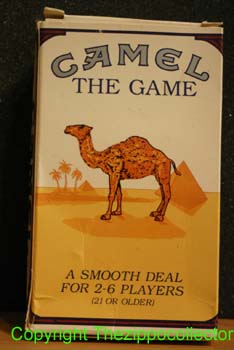 CAMEL
THE GAME
A SMOOTH DEAL
FOR 2-6 PLAYERS
(21 OR OLDER)
Copyright Thezippocollector